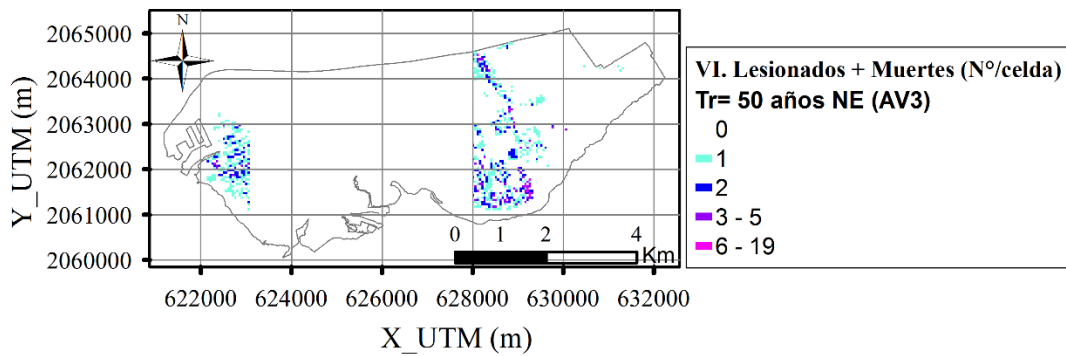 N
2065000
2064000
2063000
2062000
2061000
2060000
Y_UTM (m)
0 1 2 4
Km
622000 624000 626000 628000 630000 632000
X_UTM (m)
VI. Lesionados + Muertes (N°/celda)
Tr= 50 años NE (AV3)
0
1
2
3 - 5
6 - 19